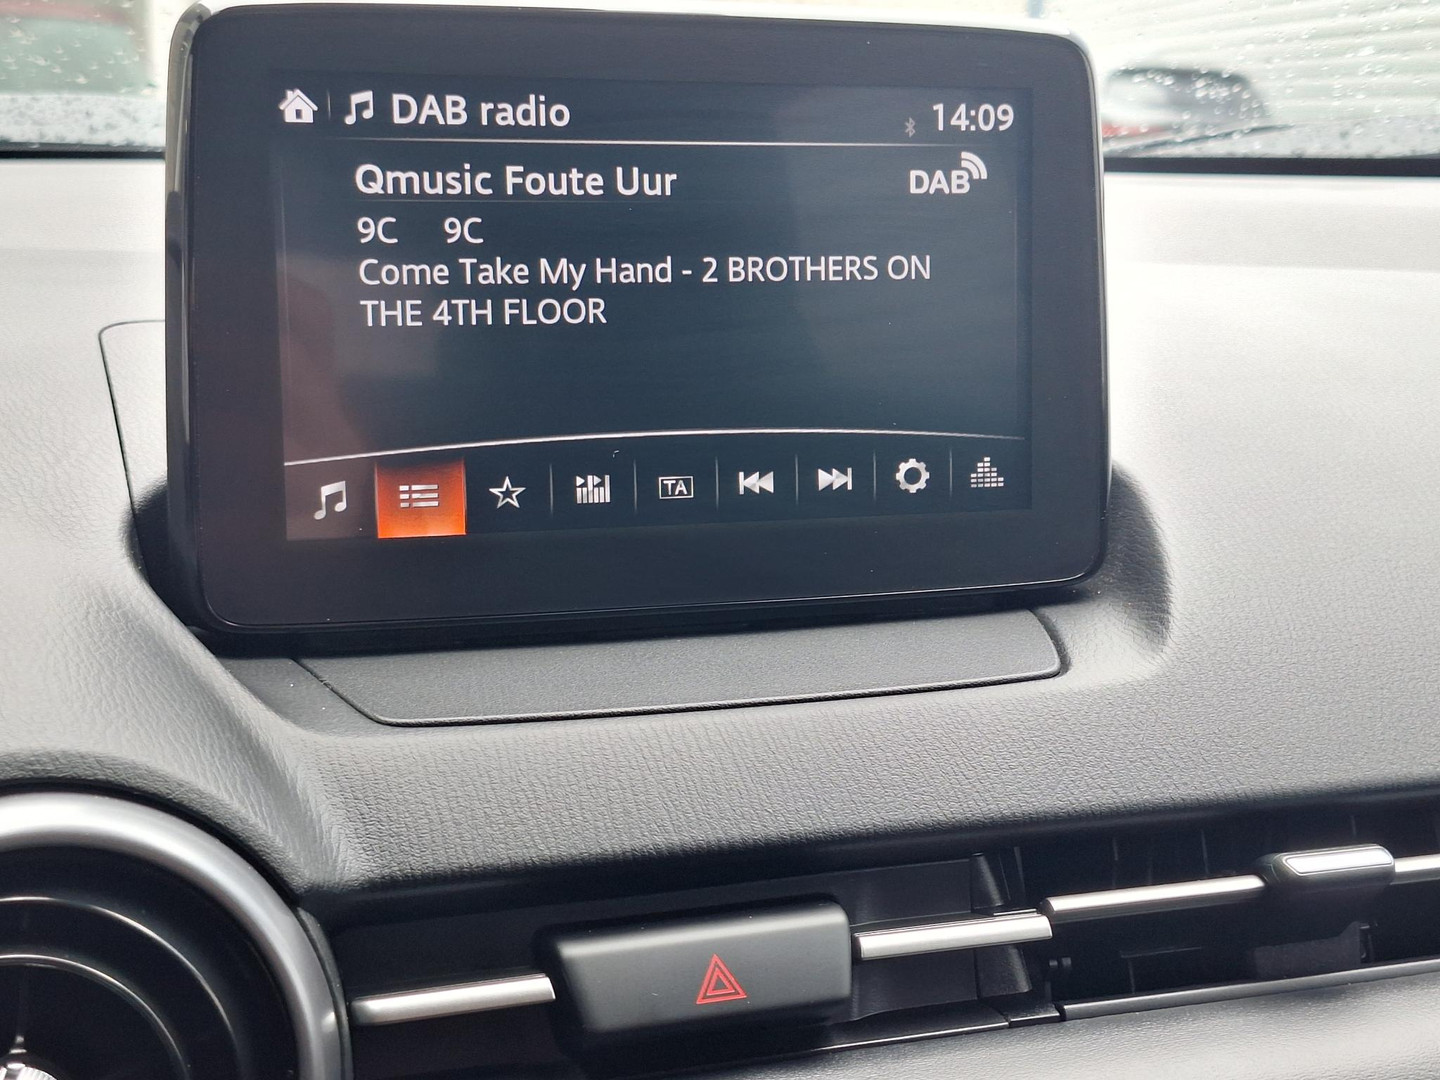 DAB radio
14:09
Qmusic Foute Uur
DAB
9C 9C
Come Take My Hand - 2 BROTHERS ON
THE 4TH FLOOR
TA